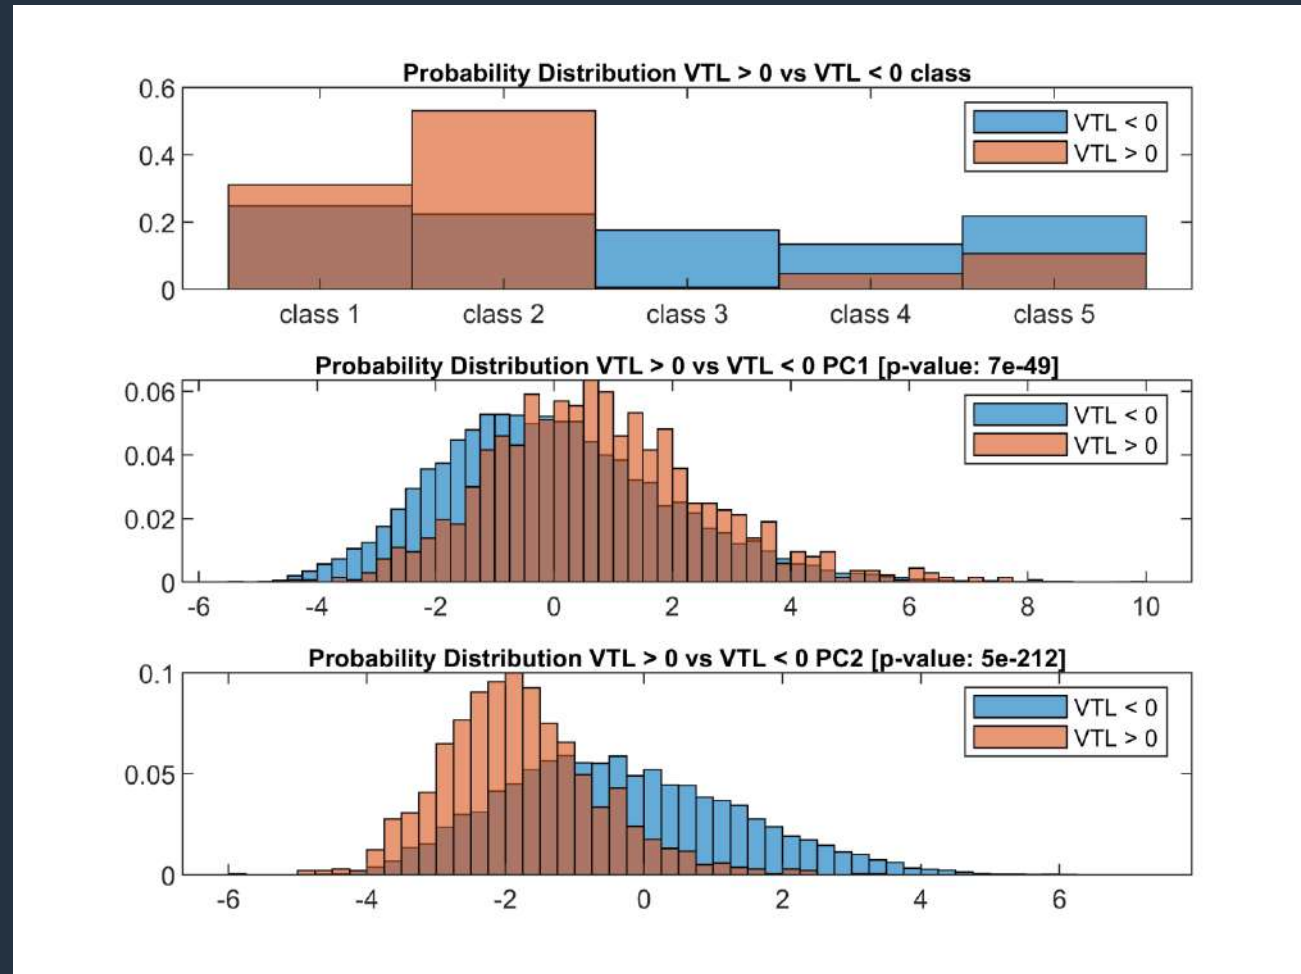 Probability Distribution VTL > 0 vs VTL < 0 class
0.6
0.4
0.2
0
VTL < 0
VTL > 0
class 1 class 2 class 3 class 4 class 5
Probability Distribution VTL > 0 vs VTL < 0 PC1 [p-value: 7e-49]
0.06
0.04
0.02
0
VTL < 0
VTL > 0
-6 -4 -2 0 2 4 6 8 10
Probability Distribution VTL > 0 vs VTL < 0 PC2 [p-value: 5e-212]
0.1
0.05
0
VTL < 0
VTL > 0
-6 -4 -2 0 2 4 6